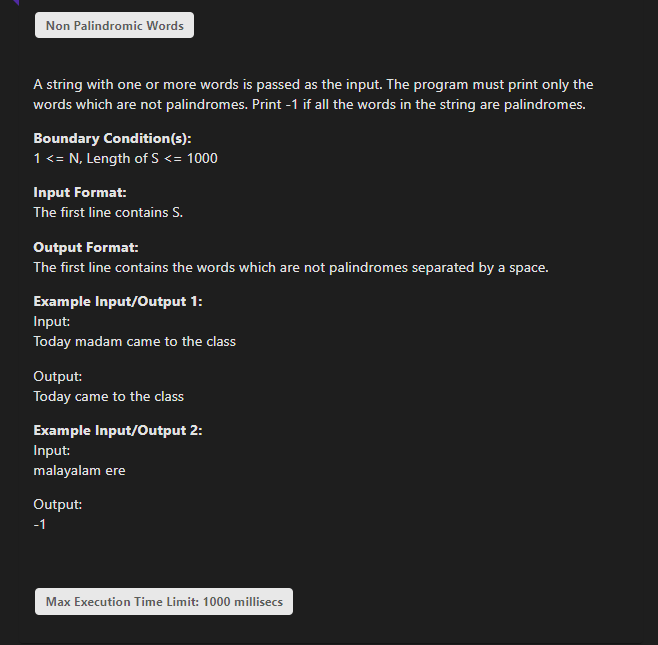 Non Palindromic Words
A string with one or more words is passed as the input. The program must print only the
words which are not palindromes. Print -1 if all the words in the string are palindromes.
Boundary Condition(s):
1 <= N, Length of S <= 1000
Input Format:
The first line contains S.
Output Format:
The first line contains the words which are not palindromes separated by a space.
Example Input/Output 1:
Input:
Today madam came to the class
Output:
Today came to the class
Example Input/Output 2:
Input:
malayalam ere
Output:
-1
Max Execution Time Limit: 1000 millisecs